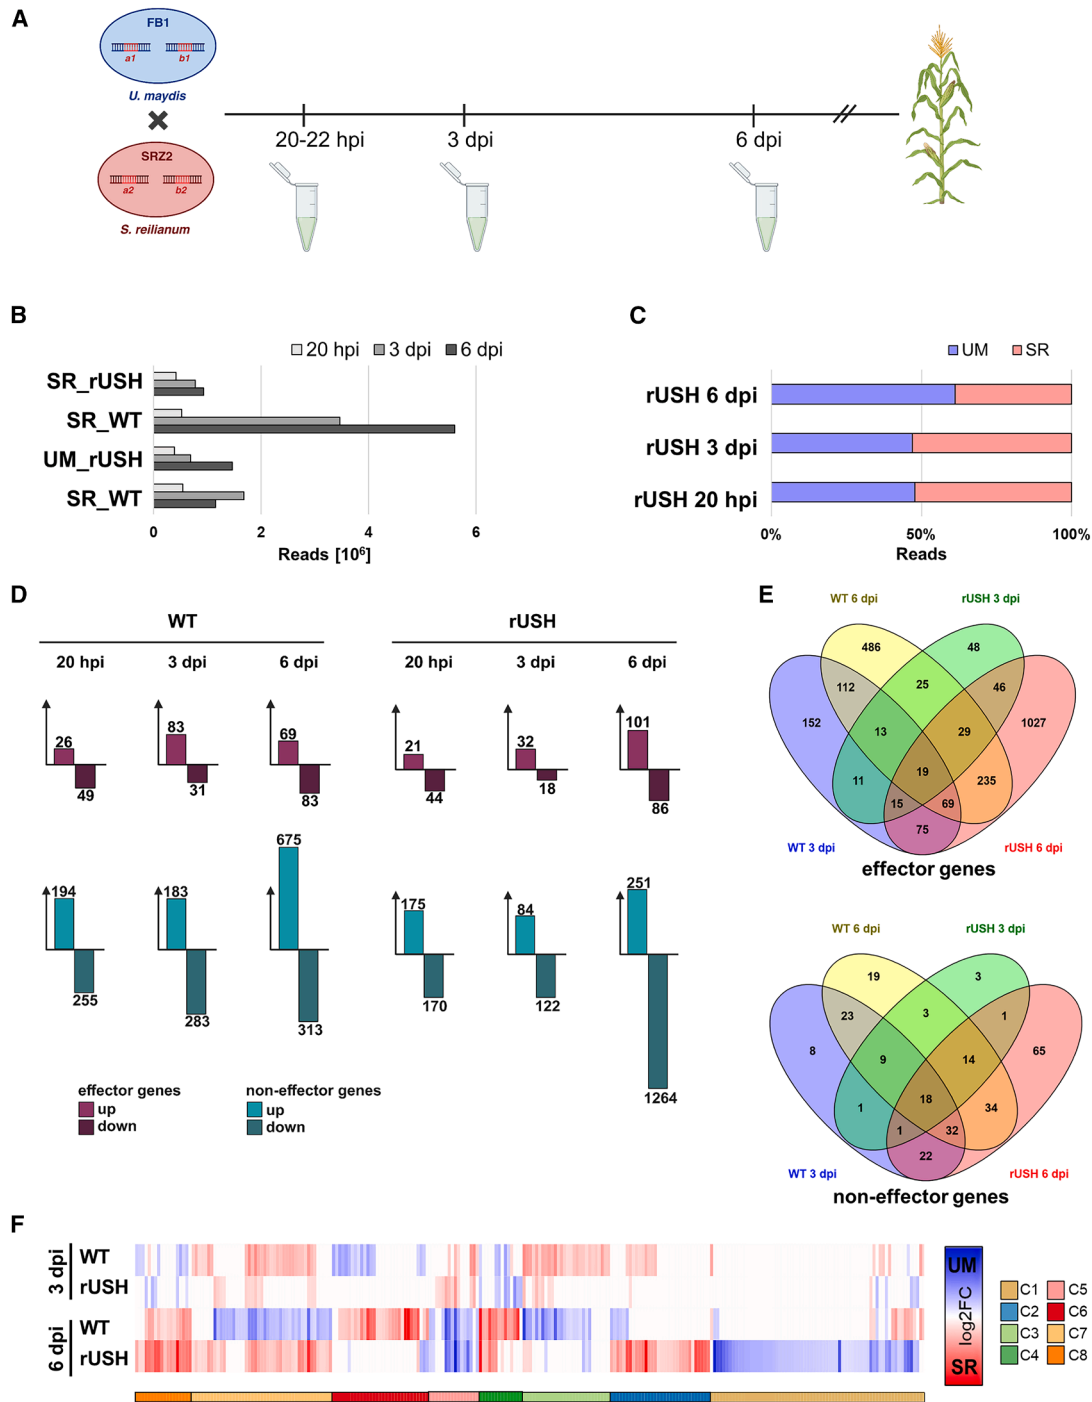 A
FB1
a1 b1
U. maydis
SRZ2
a2 b2
S. reilianum
20-22 hpi 3 dpi 6 dpi
B
20 hpi 3 dpi 6 dpi
SR_rUSH
SR_WT
UM_rUSH
SR_WT
0 2 4 6
Reads [10⁶]
C
UM SR
rUSH 6 dpi
rUSH 3 dpi
rUSH 20 hpi
0% 50% 100%
Reads
D
WT rUSH
20 hpi 3 dpi 6 dpi 20 hpi 3 dpi 6 dpi
26 83 69 21 32 101
49 31 83 44 18 86
194 183 675 175 84 251
255 283 313 170 122 1264
effector genes
up
down
non-effector genes
up
down
E
WT 6 dpi rUSH 3 dpi
486 48
112 25 46
152 13 29 1027
11 19 235
15 69
75
WT 3 dpi rUSH 6 dpi
effector genes
WT 6 dpi rUSH 3 dpi
19 3
23 3 1
8 9 14 65
1 18 34
1 32
22
WT 3 dpi rUSH 6 dpi
non-effector genes
F
3 dpi
WT
rUSH
6 dpi
WT
rUSH
UM
log2FC
SR
C1 C5
C2 C6
C3 C7
C4 C8